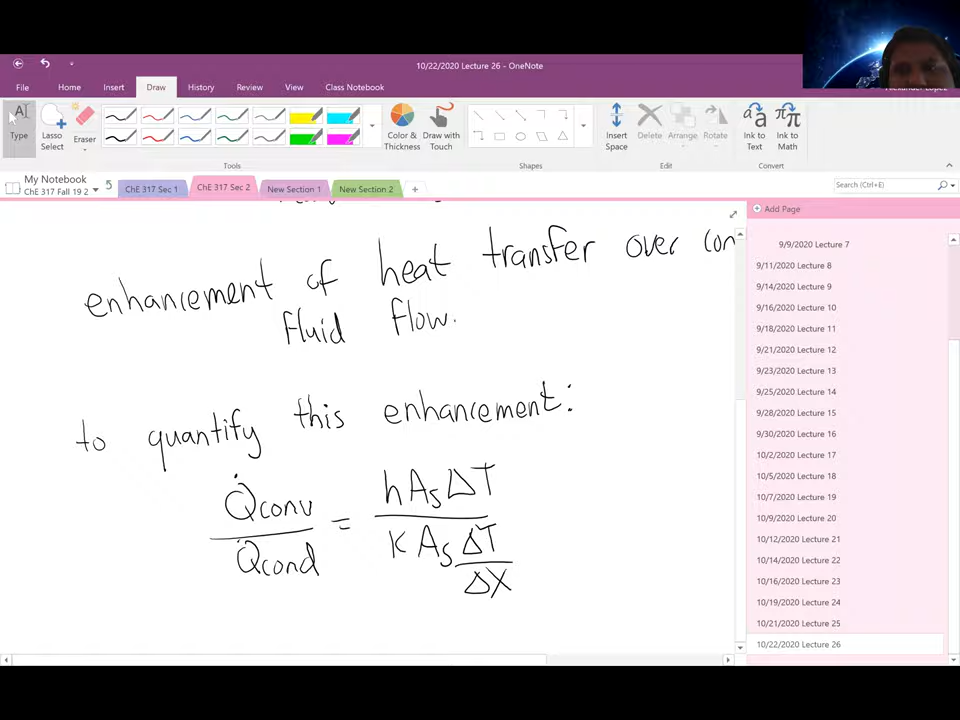 10/22/2020 Lecture 26 - OneNote
File Home Insert Draw History Review View Class Notebook
Type
Lasso Select
Eraser
Color & Thickness
Draw with Touch
Insert Space
Delete
Arrange
Rotate
Ink to Text
Ink to Math
Tools
Shapes
Edit
Convert
My Notebook
ChE 317 Fall 19 2
ChE 317 Sec 1
ChE 317 Sec 2
New Section 1
New Section 2
Search (Ctrl+E)
enhancement of heat transfer over con
fluid flow.
to quantify this enhancement:
Q̇conv / Q̇cond = hAsΔT / KAs ΔT/ΔX
Add Page
9/9/2020 Lecture 7
9/11/2020 Lecture 8
9/14/2020 Lecture 9
9/16/2020 Lecture 10
9/18/2020 Lecture 11
9/21/2020 Lecture 12
9/23/2020 Lecture 13
9/25/2020 Lecture 14
9/28/2020 Lecture 15
9/30/2020 Lecture 16
10/2/2020 Lecture 17
10/5/2020 Lecture 18
10/7/2020 Lecture 19
10/9/2020 Lecture 20
10/12/2020 Lecture 21
10/14/2020 Lecture 22
10/16/2020 Lecture 23
10/19/2020 Lecture 24
10/21/2020 Lecture 25
10/22/2020 Lecture 26